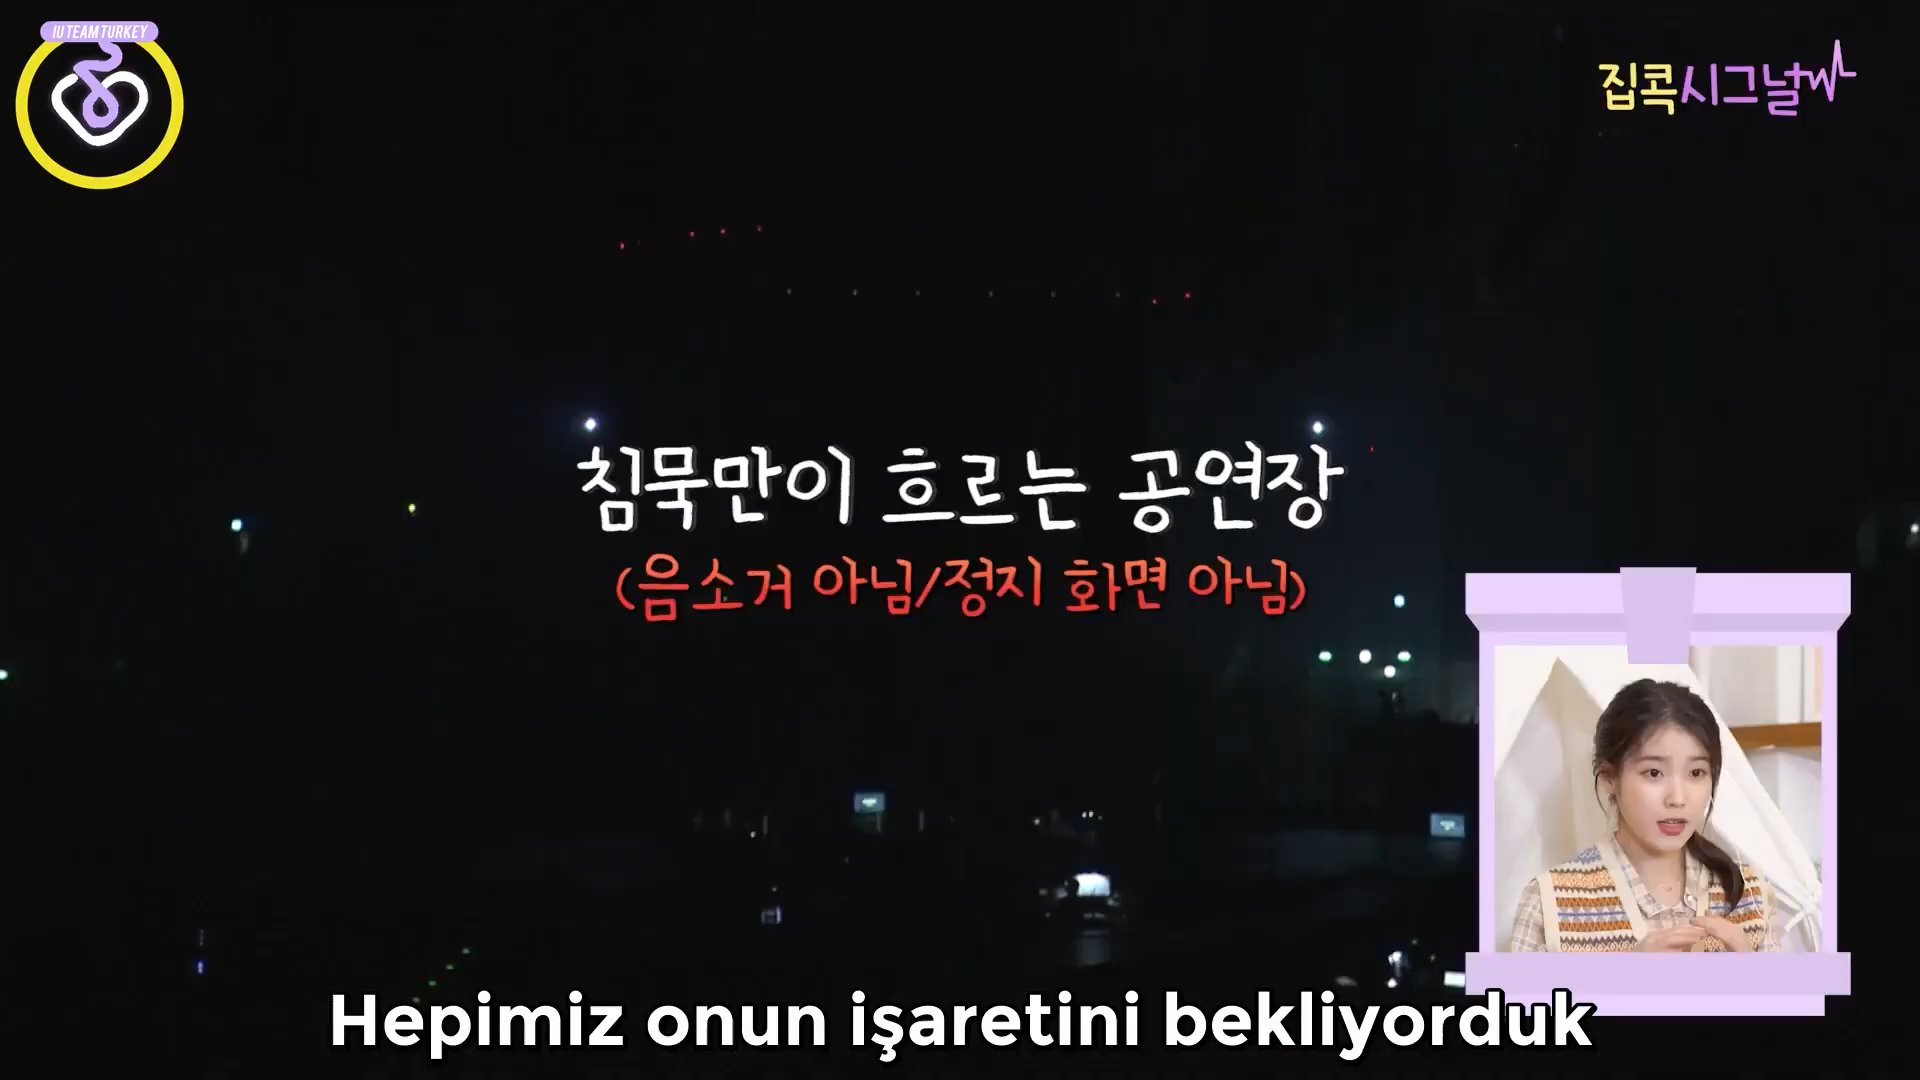 IU TEAM TURKEY
집콕시그날
침묵만이 흐르는 공연장
(음소거 아님/정지 화면 아님)
Hepimiz onun işaretini bekliyorduk